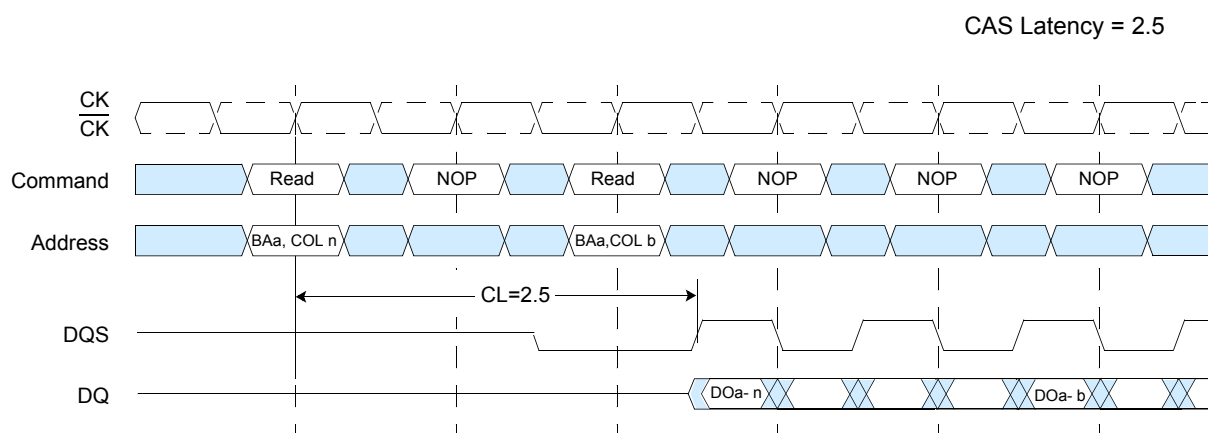 CAS Latency = 2.5
CK
CK
Command
Read
NOP
Read
NOP
NOP
NOP
Address
BAa, COL n
BAa,COL b
CL=2.5
DQS
DQ
DOa- n
DOa- b